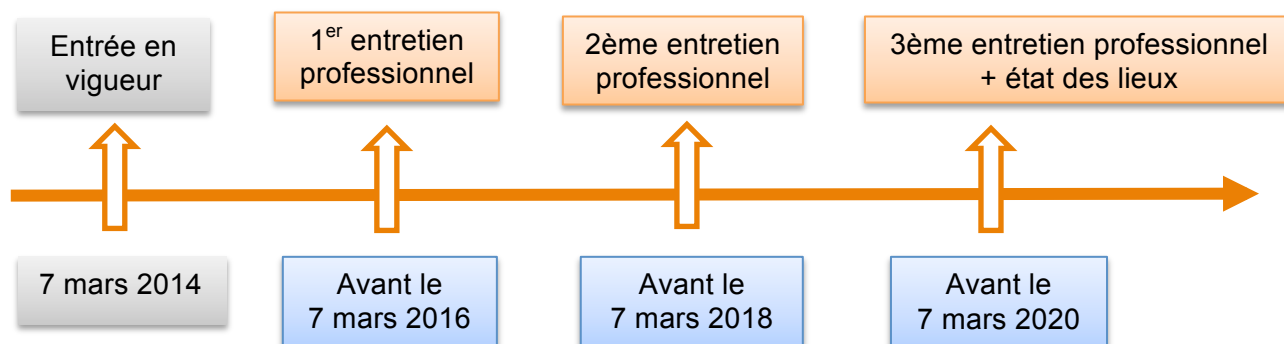 Entrée en
vigueur
1er entretien
professionnel
2ème entretien
professionnel
3ème entretien professionnel
+ état des lieux
7 mars 2014
Avant le
7 mars 2016
Avant le
7 mars 2018
Avant le
7 mars 2020